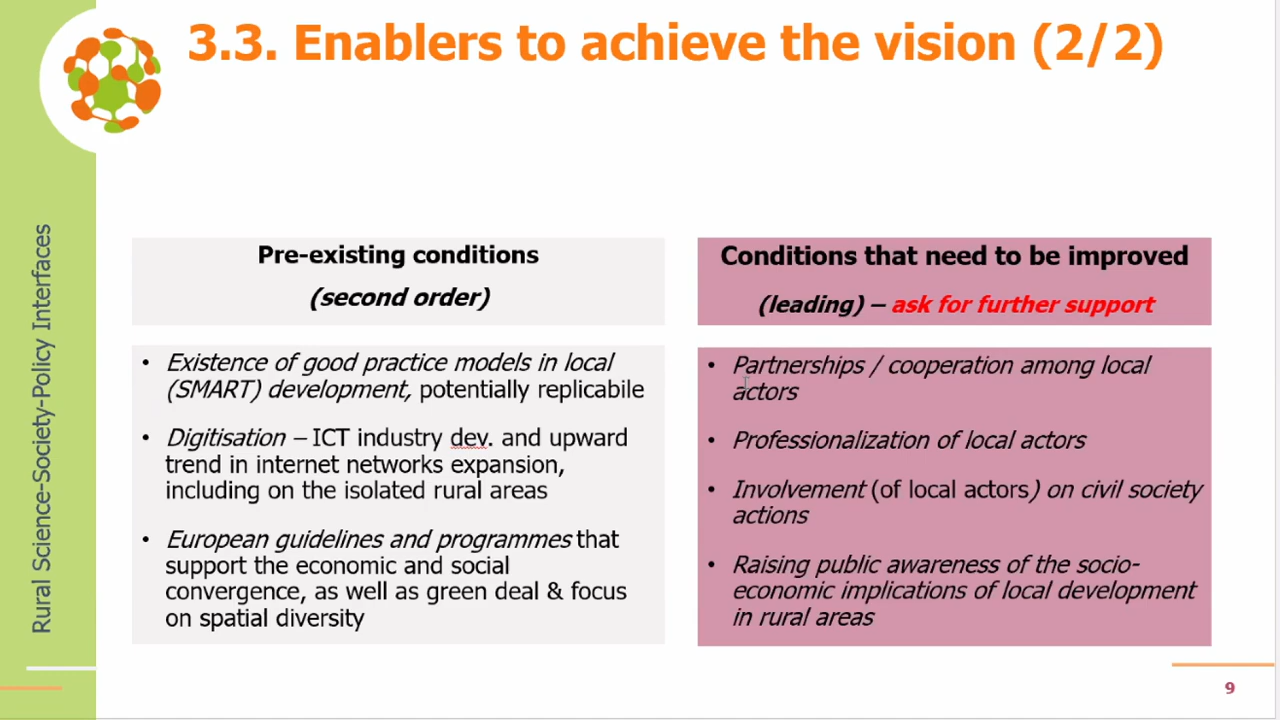 3.3. Enablers to achieve the vision (2/2)
Rural Science-Society-Policy Interfaces
Pre-existing conditions
(second order)
• Existence of good practice models in local
(SMART) development, potentially replicabile
• Digitisation – ICT industry dev. and upward
trend in internet networks expansion,
including on the isolated rural areas
• European guidelines and programmes that
support the economic and social
convergence, as well as green deal & focus
on spatial diversity
Conditions that need to be improved
(leading) – ask for further support
• Partnerships / cooperation among local
actors
• Professionalization of local actors
• Involvement (of local actors) on civil society
actions
• Raising public awareness of the socio-
economic implications of local development
in rural areas
9